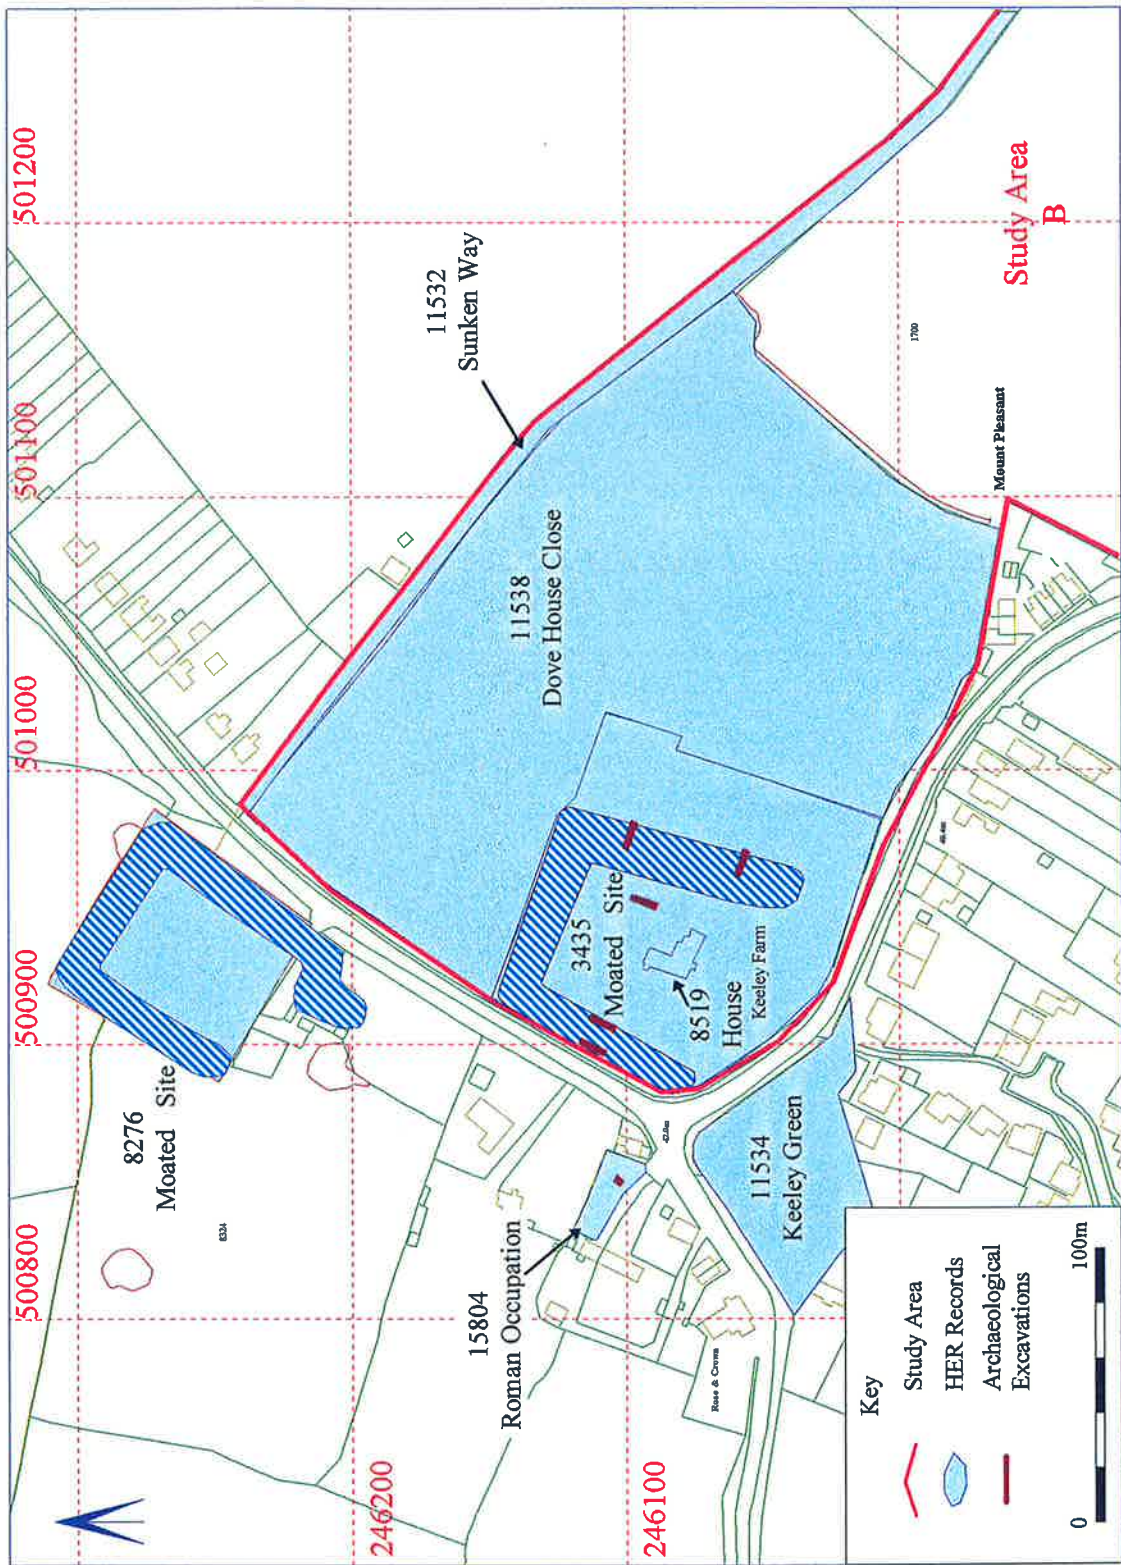 501200
501100
501000
500900
500800
246200
246100
11532
Sunken Way
11538
Dove House Close
3435
Moated Site
8519
House
Keeley Farm
8276
Moated Site
8324
15804
Roman Occupation
11534
Keeley Green
Rose & Crown
Mount Pleasant
1700
Study Area
B
Key
Study Area
HER Records
Archaeological
Excavations
0
100m